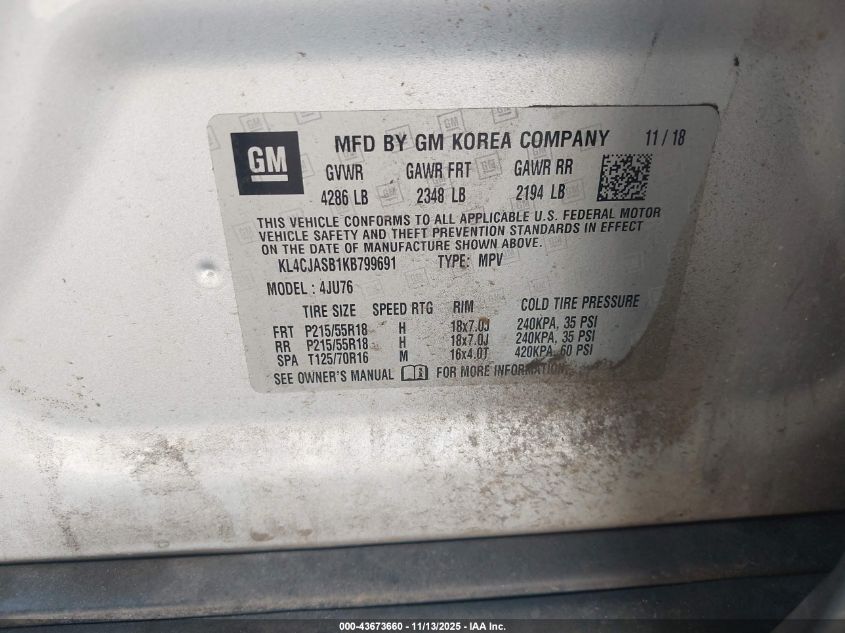 GM MFD BY GM KOREA COMPANY 11 / 18
GVWR GAWR FRT GAWR RR
4286 LB 2348 LB 2194 LB
THIS VEHICLE CONFORMS TO ALL APPLICABLE U.S. FEDERAL MOTOR
VEHICLE SAFETY AND THEFT PREVENTION STANDARDS IN EFFECT
ON THE DATE OF MANUFACTURE SHOWN ABOVE.
KL4CJASB1KB799691 TYPE: MPV
MODEL : 4JU76
TIRE SIZE SPEED RTG RIM COLD TIRE PRESSURE
FRT P215/55R18 H 18x7.0J 240KPA, 35 PSI
RR P215/55R18 H 18x7.0J 240KPA, 35 PSI
SPA T125/70R16 M 16x4.0T 420KPA, 60 PSI
SEE OWNER'S MANUAL FOR MORE INFORMATION.
000-43673660 — 11/13/2025 — IAA Inc.